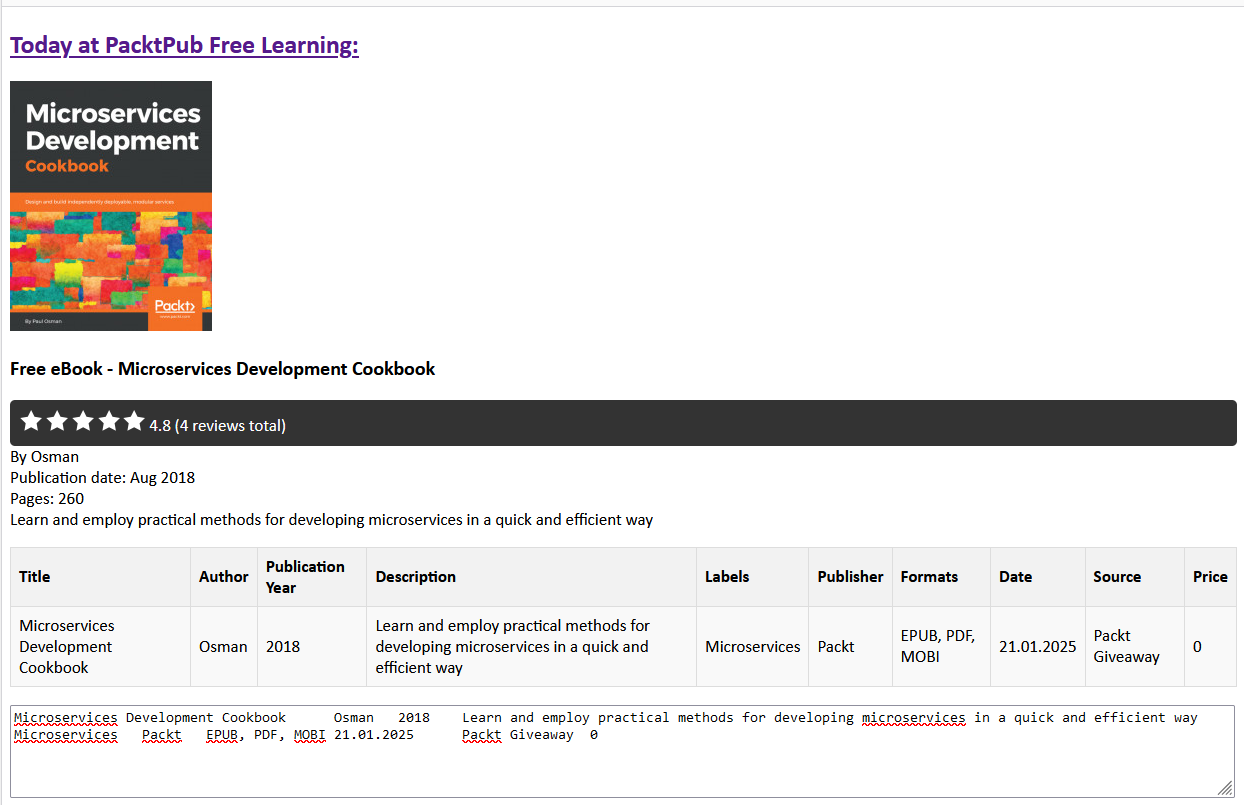 Today at PacktPub Free Learning:
Microservices
Development
Cookbook
Design and build independently deployable, modular services
Packt>
www.packt.com
By Paul Osman
Free eBook - Microservices Development Cookbook
4.8 (4 reviews total)
By Osman
Publication date: Aug 2018
Pages: 260
Learn and employ practical methods for developing microservices in a quick and efficient way
Title Author Publication Year Description Labels Publisher Formats Date Source Price
Microservices Development Cookbook Osman 2018 Learn and employ practical methods for developing microservices in a quick and efficient way Microservices Packt EPUB, PDF, MOBI 21.01.2025 Packt Giveaway 0
Microservices Development Cookbook Osman 2018 Learn and employ practical methods for developing microservices in a quick and efficient way
Microservices Packt EPUB, PDF, MOBI 21.01.2025 Packt Giveaway 0